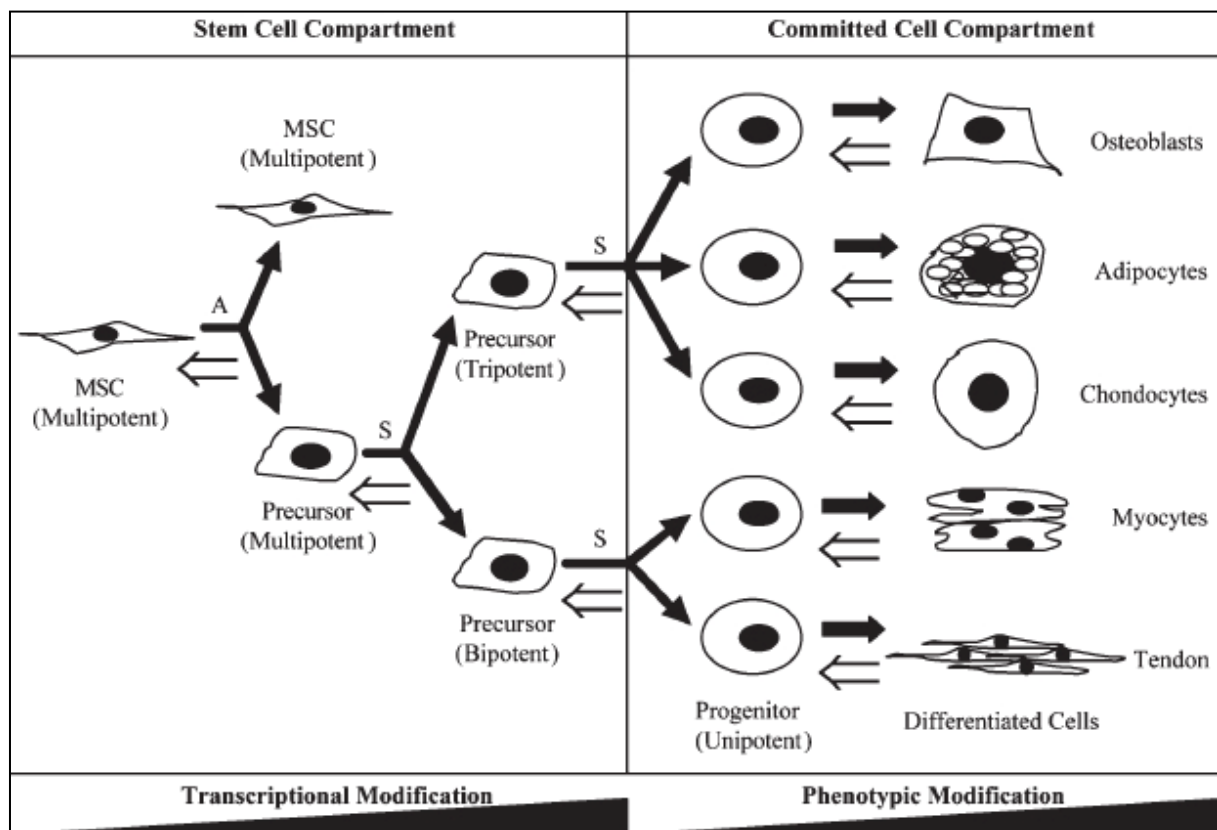 Stem Cell Compartment
Committed Cell Compartment
MSC
(Multipotent)
A
MSC
(Multipotent)
Precursor
(Multipotent)
S
Precursor
(Tripotent)
S
Precursor
(Bipotent)
S
Osteoblasts
Adipocytes
Chondocytes
Myocytes
Tendon
Progenitor
(Unipotent)
Differentiated Cells
Transcriptional Modification
Phenotypic Modification